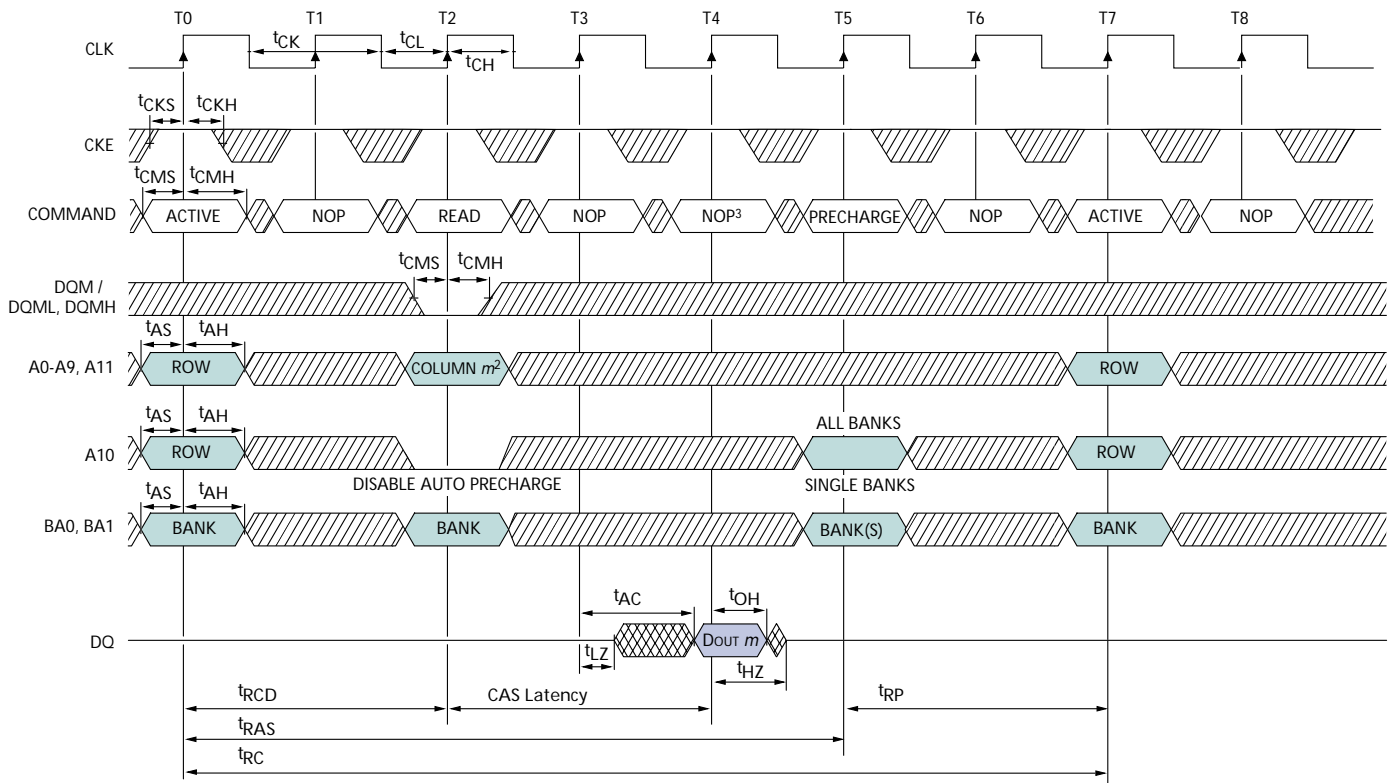 T0 T1 T2 T3 T4 T5 T6 T7 T8
CLK
tCK tCL
tCH
tCKS tCKH
CKE
tCMS tCMH
COMMAND ACTIVE NOP READ NOP NOP3 PRECHARGE NOP ACTIVE NOP
tCMS tCMH
DQM /
DQML, DQMH
tAS tAH
A0-A9, A11 ROW COLUMN m2 ROW
tAS tAH ALL BANKS
A10 ROW ROW
DISABLE AUTO PRECHARGE SINGLE BANKS
tAS tAH
BA0, BA1 BANK BANK BANK(S) BANK
tAC tOH
DQ DOUT m
tLZ tHZ
tRCD CAS Latency tRP
tRAS
tRC